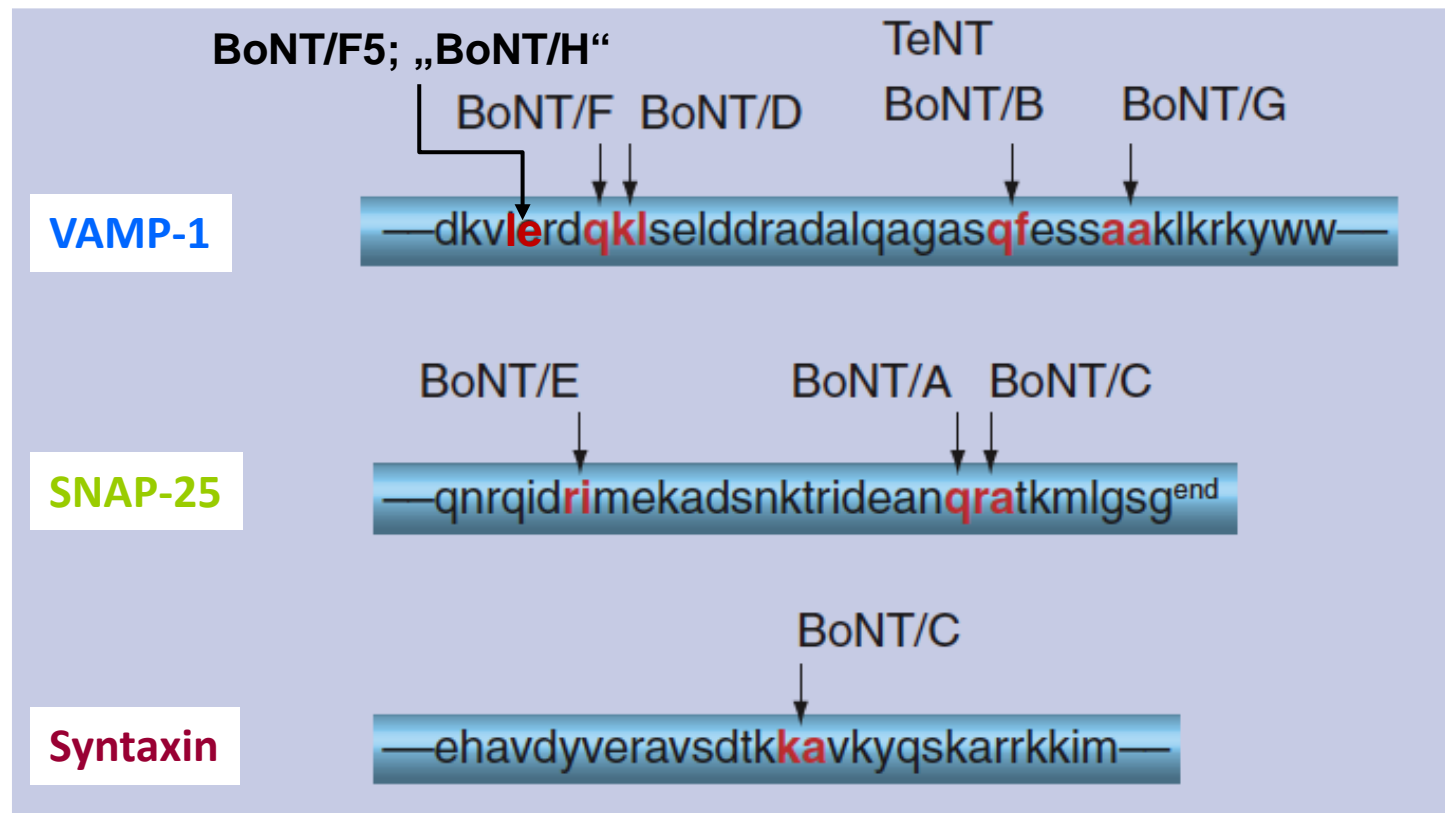 BoNT/F5; „BoNT/H“
TeNT
BoNT/F BoNT/D BoNT/B BoNT/G
VAMP-1
—dkvlerdqklselddradalqagasqfessaaklkrkyww—
BoNT/E BoNT/A BoNT/C
SNAP-25
—qnrqidrimekadsnktrideanqratkmlgsgend
BoNT/C
Syntaxin
—ehavdyveravsdtkkavkyqskarrkkim—